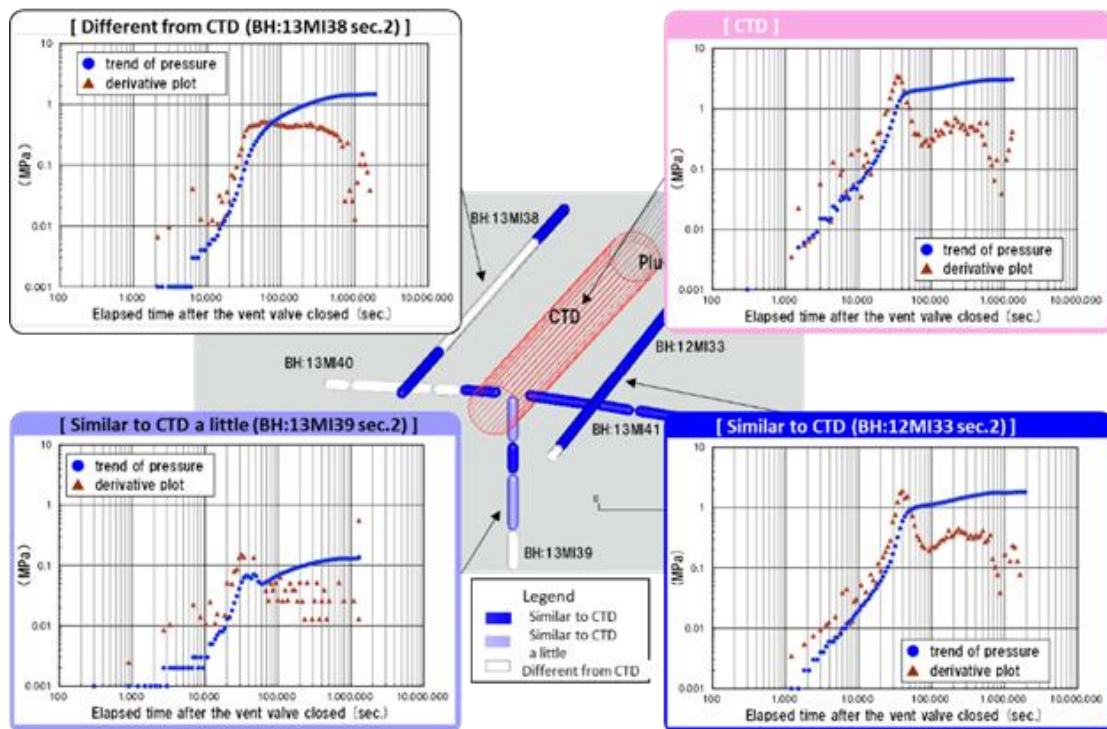 [ Different from CTD (BH:13MI38 sec.2) ]
10
1
0.1
0.01
0.001
(MPa)
trend of pressure
derivative plot
100 1.000 10.000 100.000 1.000.000 10.000.000
Elapsed time after the vent valve closed (sec.)
[ CTD ]
10
1
0.1
0.01
0.001
(MPa)
trend of pressure
derivative plot
100 1.000 10.000 100.000 1.000.000 10.000.000
Elapsed time after the vent valve closed (sec.)
BH:13MI38
Plu
CTD
BH:12MI33
BH:13MI40
BH:13MI41
BH:13MI39
0
[ Similar to CTD a little (BH:13MI39 sec.2) ]
10
1
0.1
0.01
0.001
(MPa)
trend of pressure
derivative plot
100 1.000 10.000 100.000 1.000.000 10.000.000
Elapsed time after the vent valve closed (sec.)
Legend
Similar to CTD
Similar to CTD
a little
Different from CTD
[ Similar to CTD (BH:12MI33 sec.2) ]
10
1
0.1
0.01
0.001
(MPa)
trend of pressure
derivative plot
100 1.000 10.000 100.000 1.000.000 10.000.000
Elapsed time after the vent valve closed (sec.)